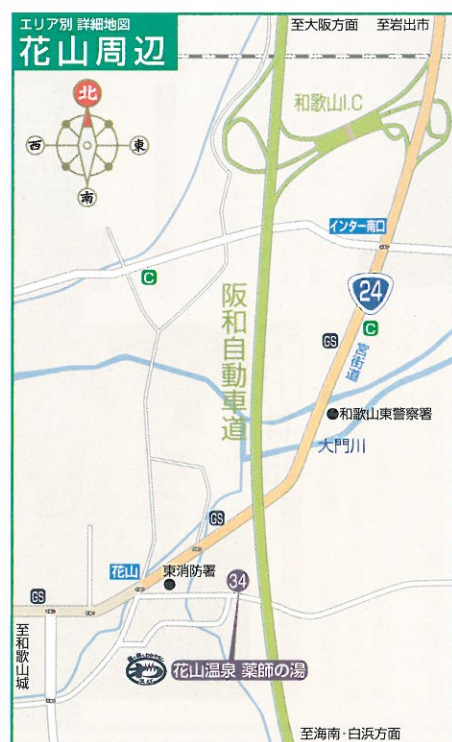 エリア別 詳細地図
花山周辺
至大阪方面
至岩出市
北
西
東
南
和歌山I.C
インター南口
C
24
阪和自動車道
GS
C
宮街道
和歌山東警察署
大門川
GS
花山
東消防署
34
GS
至和歌山城
花山温泉 薬師の湯
至海南・白浜方面